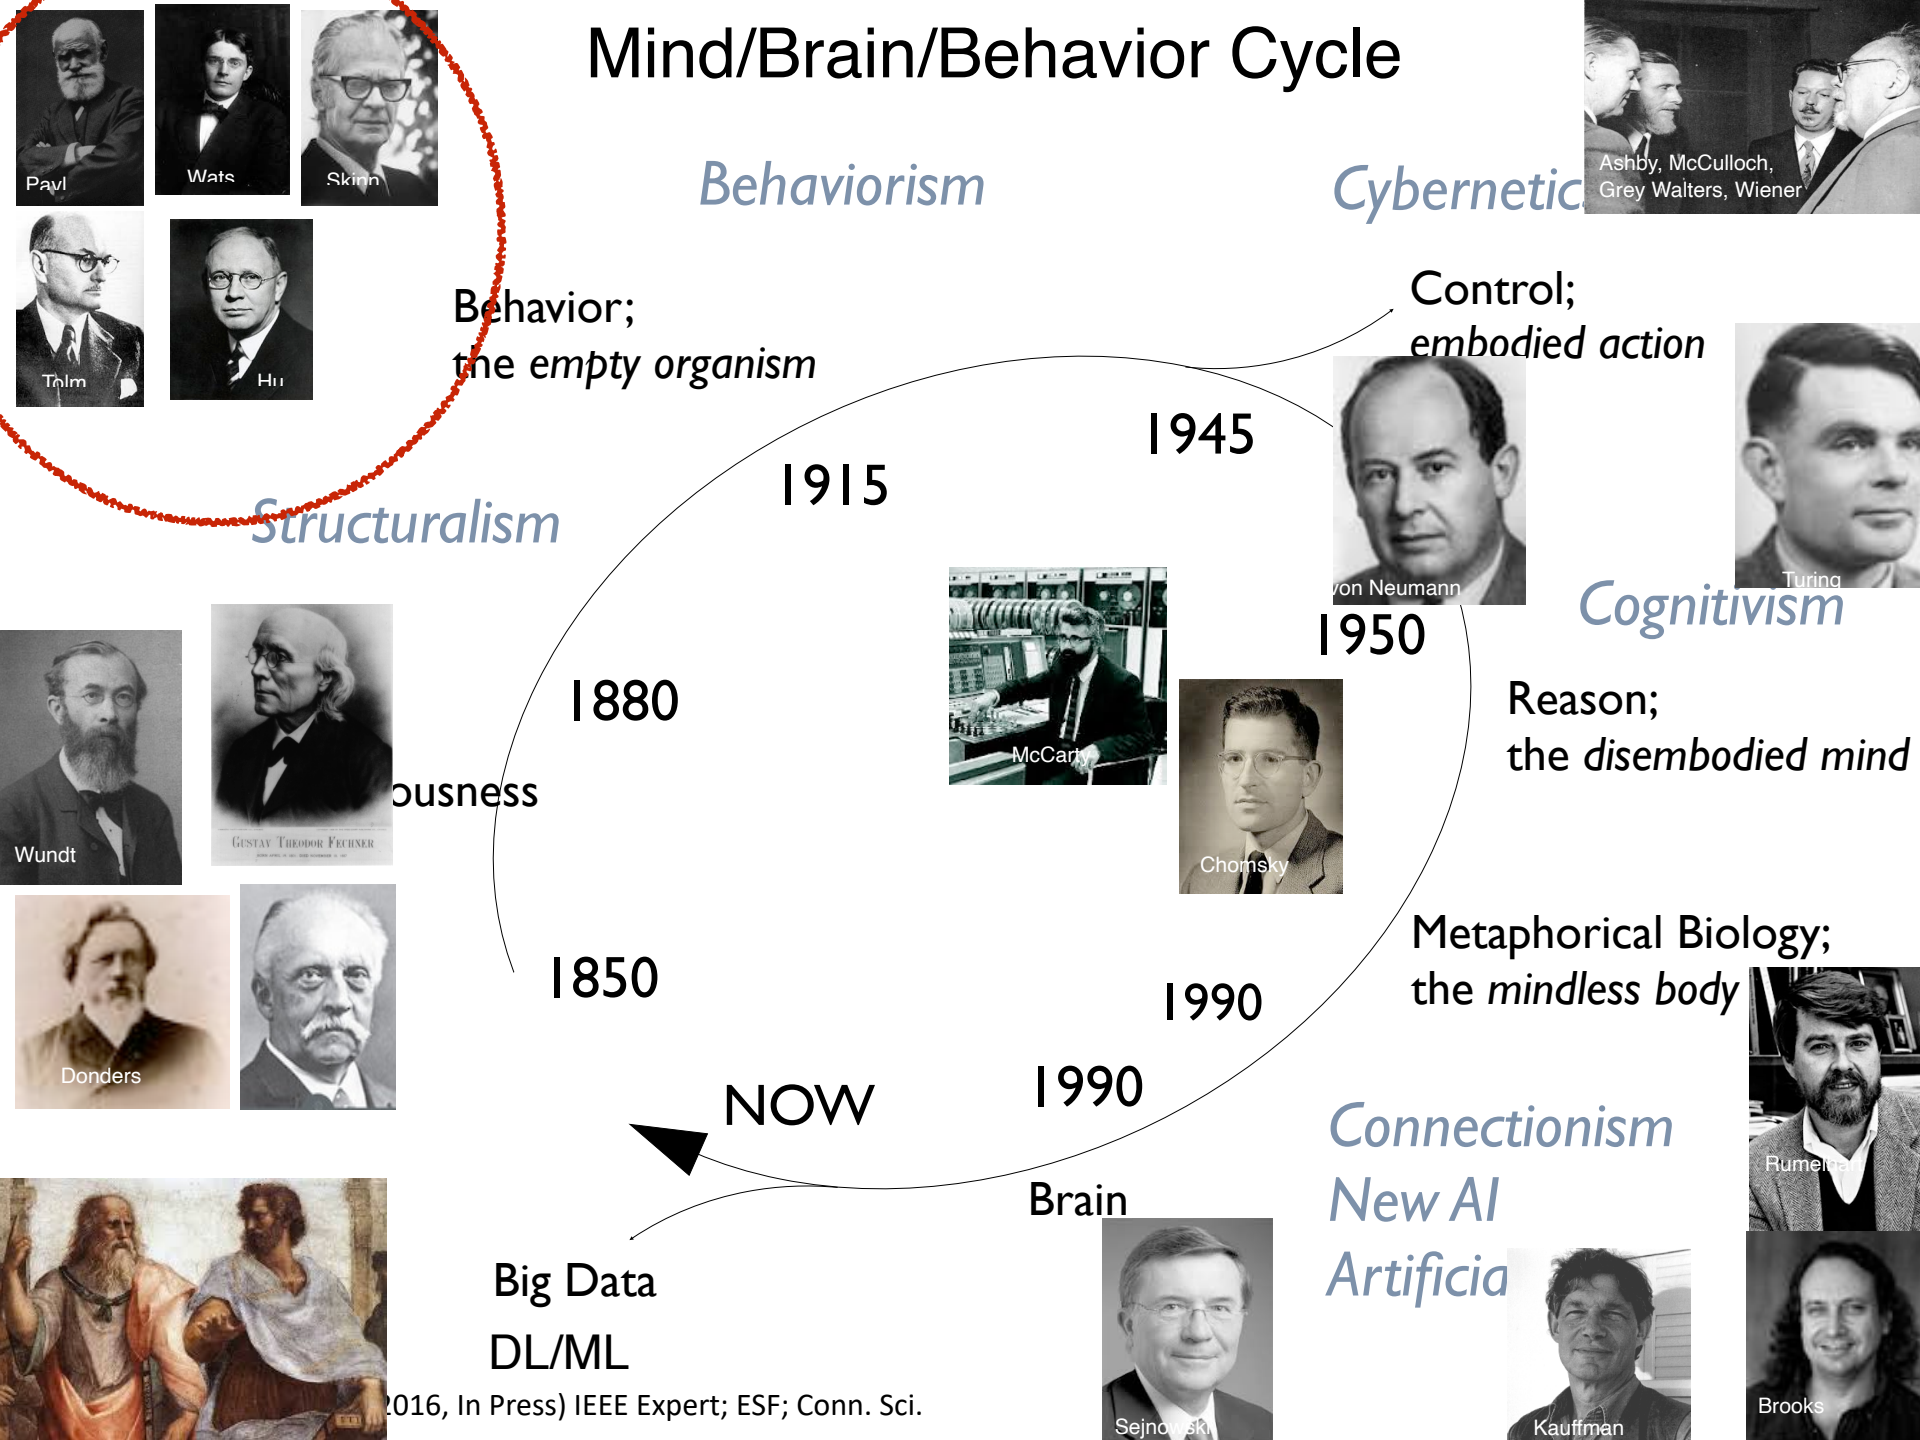 Mind/Brain/Behavior Cycle
Pavl
Wats
Skinn
Tolm
Hu
Behaviorism
Cybernetic
Ashby, McCulloch,
Grey Walters, Wiener
Behavior;
the empty organism
Control;
embodied action
1945
1915
Structuralism
von Neumann
Turing
Cognitivism
1950
1880
Reason;
the disembodied mind
McCarty
Chomsky
ousness
Wundt
GUSTAV THEODOR FECHNER
Donders
1850
Metaphorical Biology;
the mindless body
1990
1990
NOW
Connectionism
New AI
Artificia
Rumelhart
Brain
Big Data
DL/ML
2016, In Press) IEEE Expert; ESF; Conn. Sci.
Sejnowski
Kauffman
Brooks